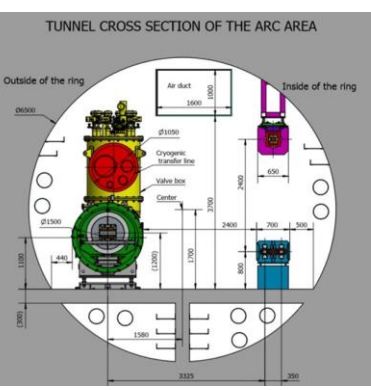 TUNNEL CROSS SECTION OF THE ARC AREA
Outside of the ring
Inside of the ring
Ø6500
Air duct
1000
1600
Ø1050
Cryogenic
transfer line
Valve box
Center
650
2400
3700
Ø1500
2400
700
500
1100
440
(1200)
1700
800
(300)
1580
3325
350